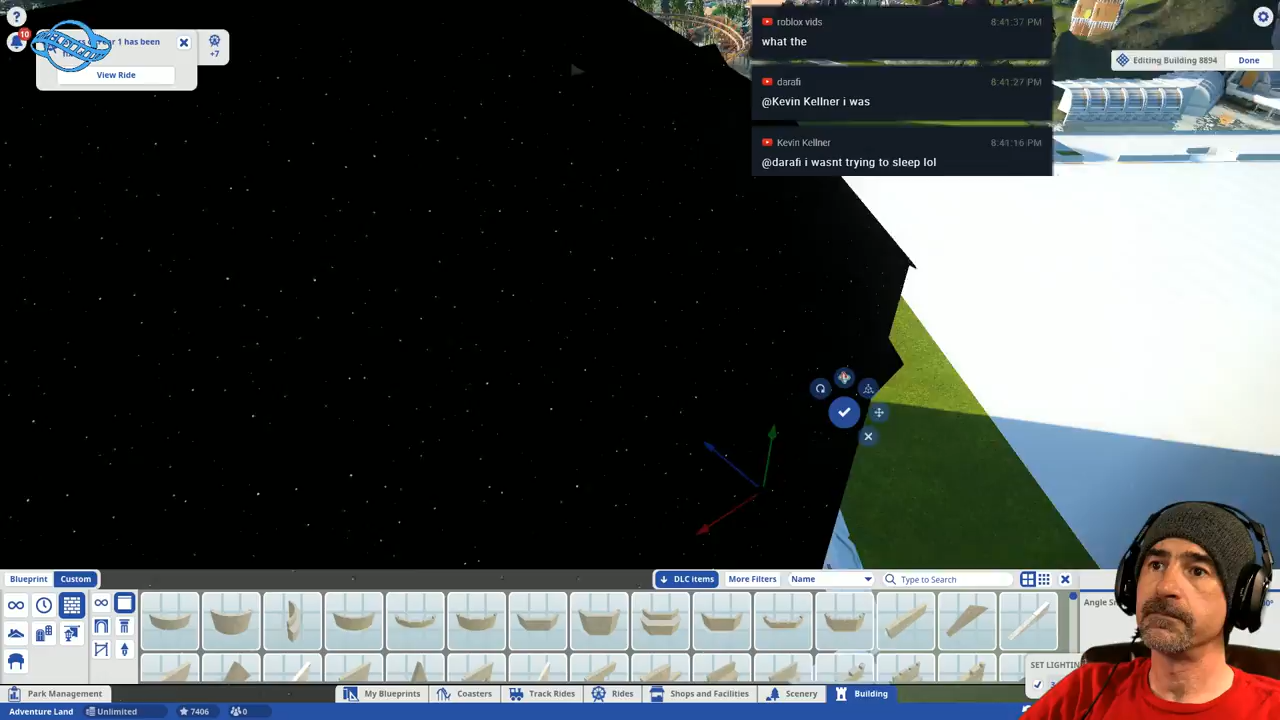 ?
10
r 1 has been
+7
View Ride
roblox vids
8:41:37 PM
what the
darafi
8:41:27 PM
@Kevin Kellner i was
Kevin Kellner
8:41:16 PM
@darafi i wasnt trying to sleep lol
Editing Building 8894
Done
Blueprint
Custom
DLC items
More Filters
Name
Type to Search
SET LIGHTIN
Park Management
My Blueprints
Coasters
Track Rides
Rides
Shops and Facilities
Scenery
Building
Adventure Land
Unlimited
7406
0